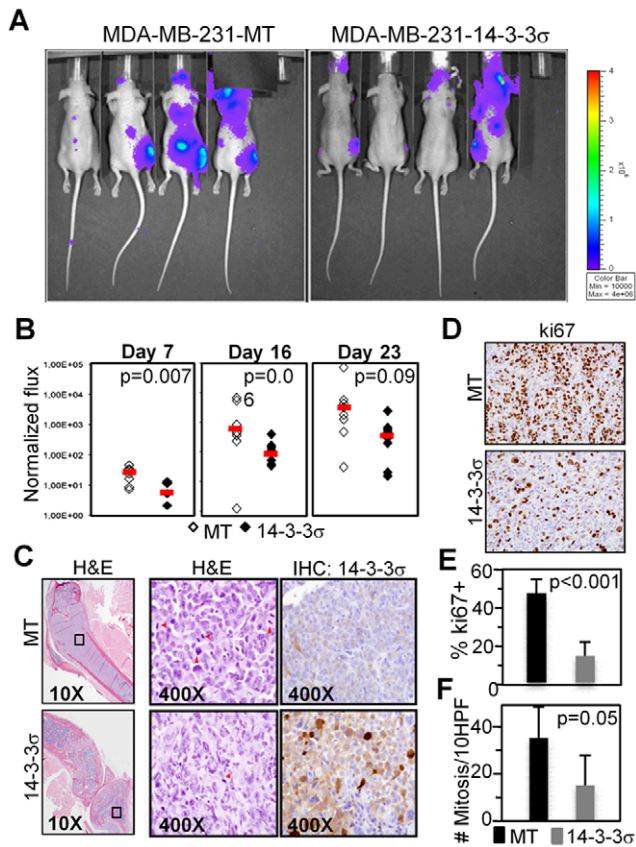 A
MDA-MB-231-MT
MDA-MB-231-14-3-3σ
4
3
2
1
0
x10⁶
Color Bar
Min = 10000
Max = 4e+06
B
Normalized flux
1,00E+05
1,00E+04
1,00E+03
1,00E+02
1,00E+01
1,00E+00
Day 7
p=0.007
Day 16
p=0.0
6
Day 23
p=0.09
MT
14-3-3σ
C
H&E
H&E
IHC: 14-3-3σ
MT
10X
400X
400X
14-3-3σ
10X
400X
400X
D
ki67
MT
14-3-3σ
E
% ki67+
60
40
20
0
p<0.001
F
# Mitosis/10HPF
40
20
0
p=0.05
MT
14-3-3σ